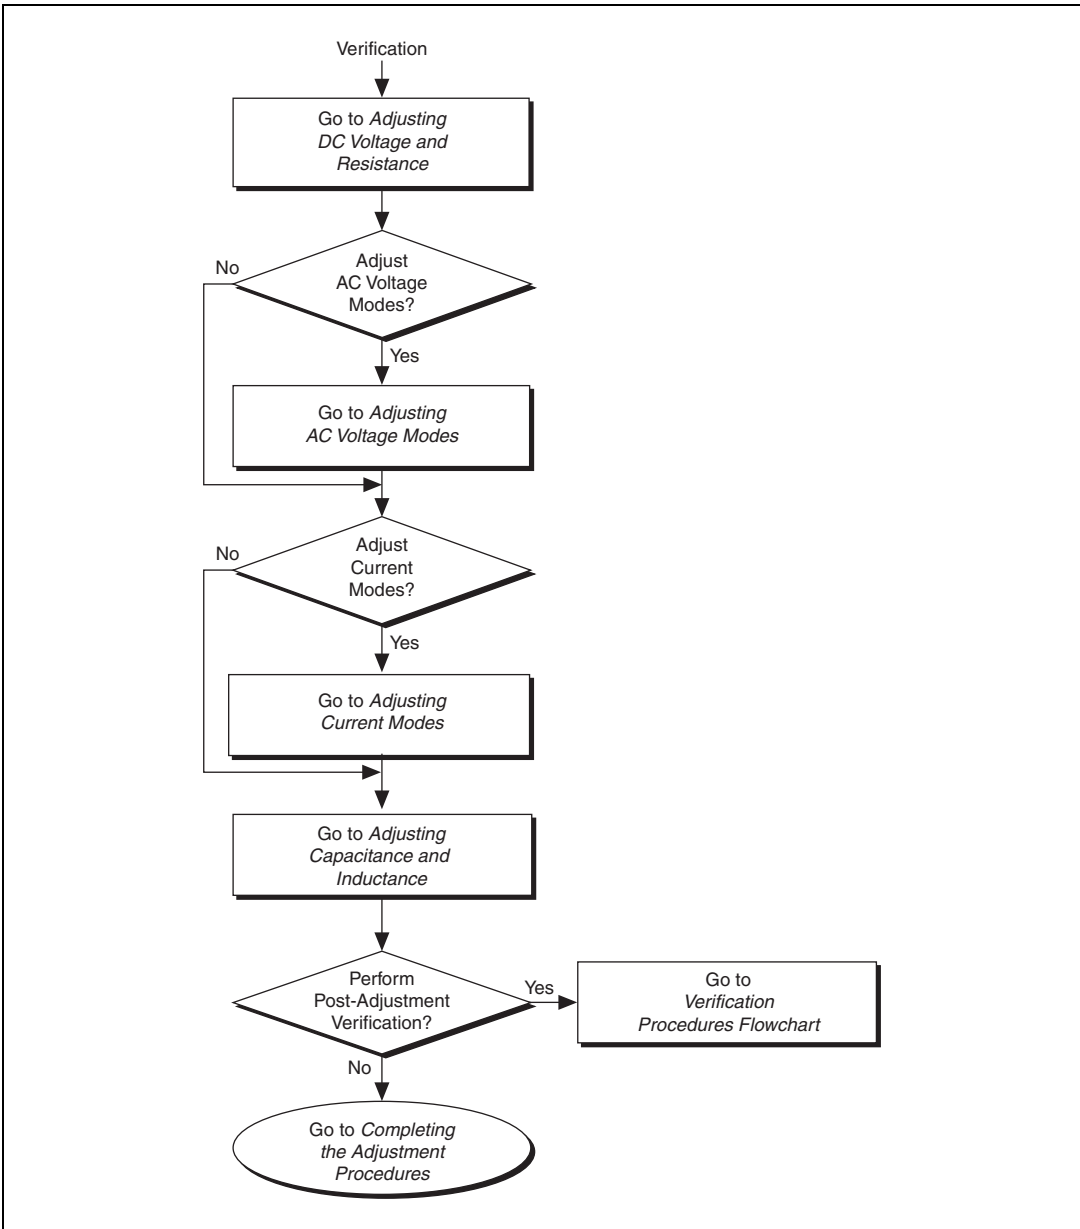 Verification
Go to Adjusting
DC Voltage and
Resistance
No
Adjust
AC Voltage
Modes?
Yes
Go to Adjusting
AC Voltage Modes
No
Adjust
Current
Modes?
Yes
Go to Adjusting
Current Modes
Go to Adjusting
Capacitance and
Inductance
Perform
Post-Adjustment
Verification?
Yes
Go to
Verification
Procedures Flowchart
No
Go to Completing
the Adjustment
Procedures